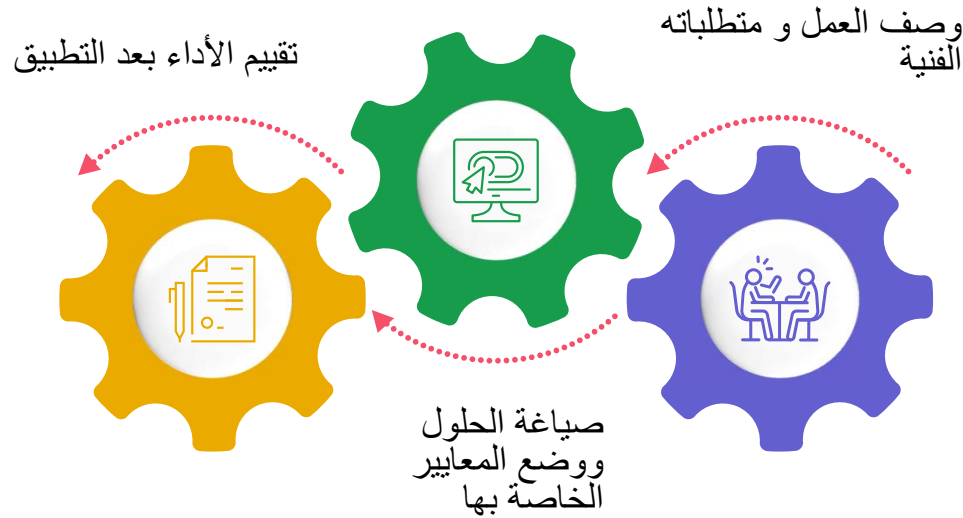 وصف العمل و متطلباته
الفنية
صياغة الحلول
ووضع المعايير
الخاصة بها
تقييم الأداء بعد التطبيق